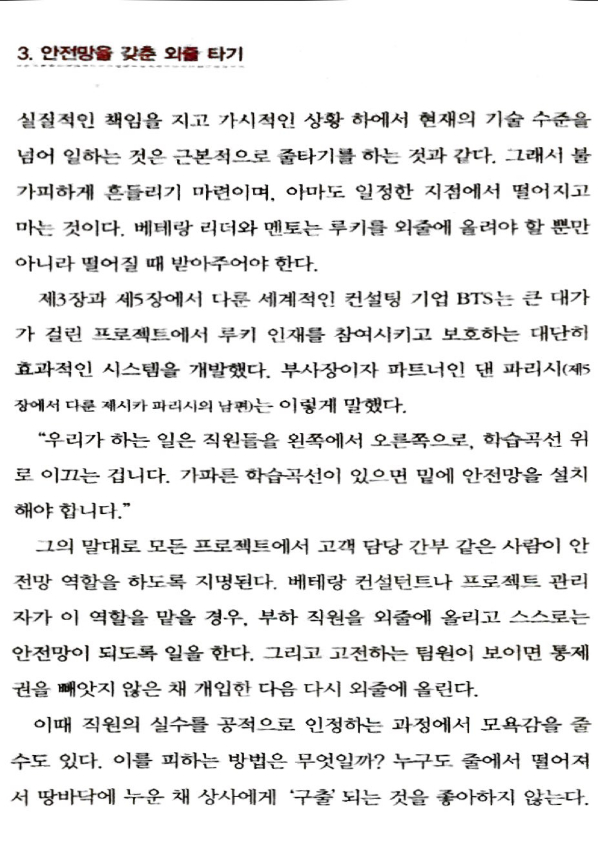 3. 안전망을 갖춘 외줄 타기
실질적인 책임을 지고 가시적인 상황 하에서 현재의 기술 수준을
넘어 일하는 것은 근본적으로 줄타기를 하는 것과 같다. 그래서 불
가피하게 흔들리기 마련이며, 아마도 일정한 지점에서 떨어지고
마는 것이다. 베테랑 리더와 멘토는 루키를 외줄에 올려야 할 뿐만
아니라 떨어질 때 받아주어야 한다.
제3장과 제5장에서 다룬 세계적인 컨설팅 기업 BTS는 큰 대가
가 걸린 프로젝트에서 루키 인재를 참여시키고 보호하는 대단히
효과적인 시스템을 개발했다. 부사장이자 파트너인 댄 파리시(제5
장에서 다룬 제시카 파리시의 남편)는 이렇게 말했다.
“우리가 하는 일은 직원들을 왼쪽에서 오른쪽으로, 학습곡선 위
로 이끄는 겁니다. 가파른 학습곡선이 있으면 밑에 안전망을 설치
해야 합니다.”
그의 말대로 모든 프로젝트에서 고객 담당 간부 같은 사람이 안
전망 역할을 하도록 지명된다. 베테랑 컨설턴트나 프로젝트 관리
자가 이 역할을 맡을 경우, 부하 직원을 외줄에 올리고 스스로는
안전망이 되도록 일을 한다. 그리고 고전하는 팀원이 보이면 통제
권을 빼앗지 않은 채 개입한 다음 다시 외줄에 올린다.
이때 직원의 실수를 공적으로 인정하는 과정에서 모욕감을 줄
수도 있다. 이를 피하는 방법은 무엇일까? 누구도 줄에서 떨어져
서 땅바닥에 누운 채 상사에게 ‘구출’ 되는 것을 좋아하지 않는다.